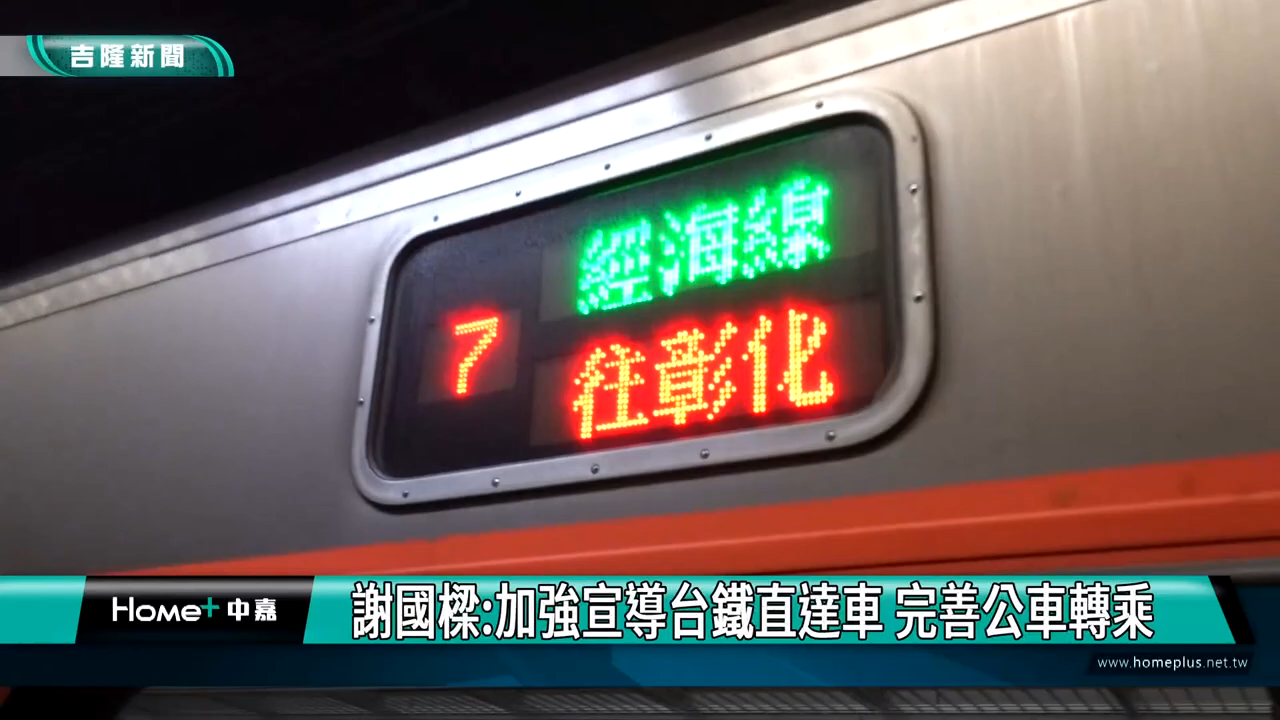 吉隆新聞
經海線
7
往彰化
Home+中嘉
謝國樑:加強宣導台鐵直達車 完善公車轉乘
www.homeplus.net.tw